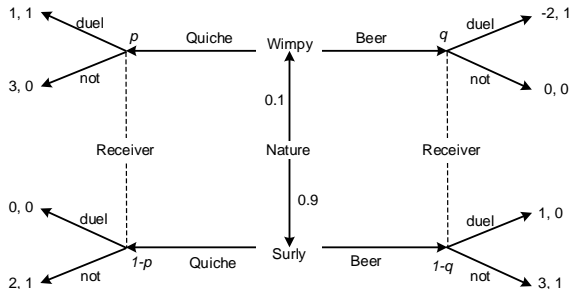 1, 1
duel
p
Quiche
Wimpy
Beer
q
duel
-2, 1
3, 0
not
not
0, 0
0.1
Receiver
Nature
Receiver
0.9
0, 0
duel
duel
1, 0
2, 1
not
1-p
Quiche
Surly
Beer
1-q
not
3, 1